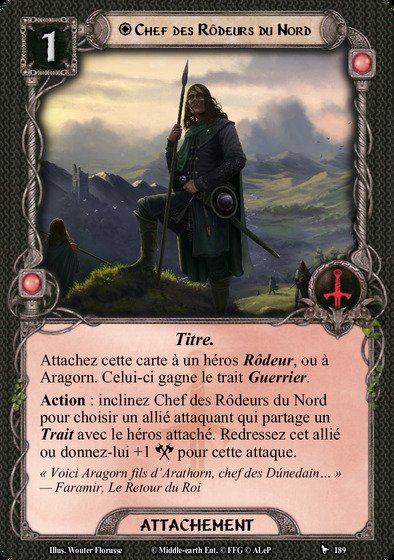 1
Chef des Rôdeurs du Nord
Titre.
Attachez cette carte à un héros Rôdeur, ou à
Aragorn. Celui-ci gagne le trait Guerrier.
Action : inclinez Chef des Rôdeurs du Nord
pour choisir un allié attaquant qui partage un
Trait avec le héros attaché. Redressez cet allié
ou donnez-lui +1 pour cette attaque.
« Voici Aragorn fils d'Arathorn, chef des Dúnedain… »
— Faramir, Le Retour du Roi
ATTACHEMENT
Illus. Wouter Florusse © Middle-earth Ent. © FFG © ALeP 189